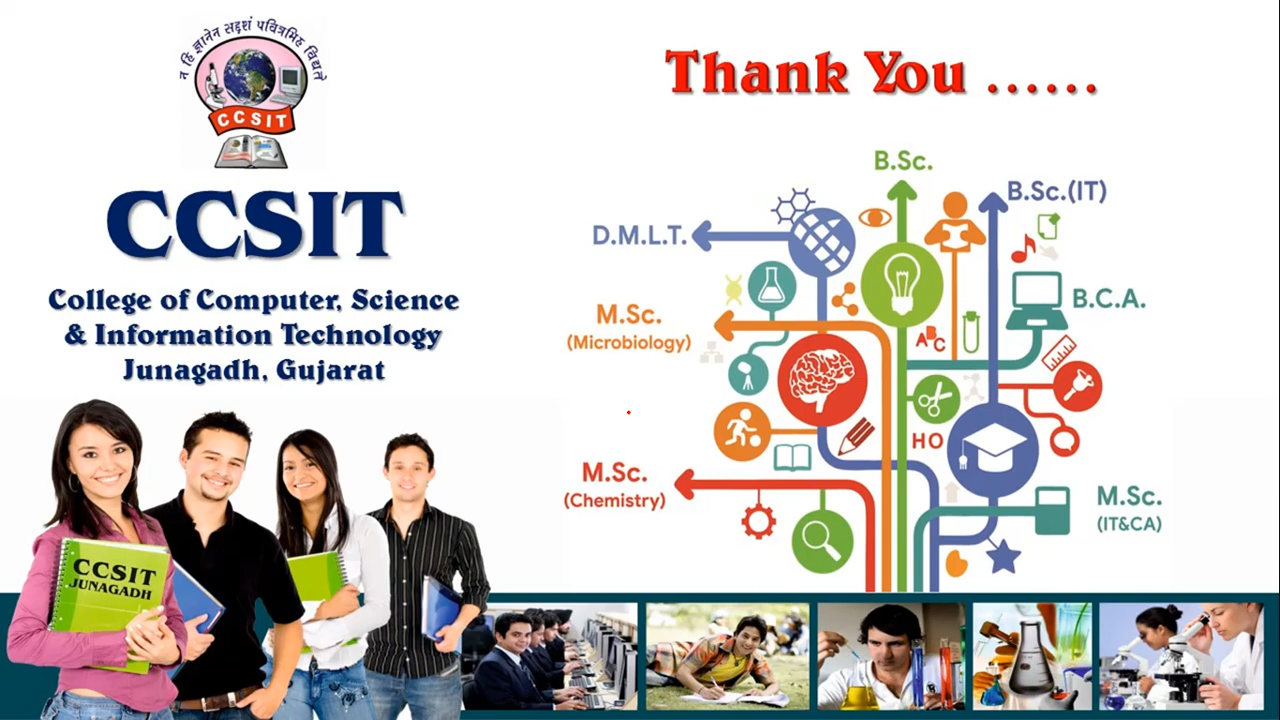 न हि ज्ञानेन सदृशं पवित्रमिह विद्यते
CCSIT
CCSIT
College of Computer, Science
& Information Technology
Junagadh, Gujarat
Thank You ......
B.Sc.
B.Sc.(IT)
D.M.L.T.
B.C.A.
M.Sc.
(Microbiology)
ABC
HO
M.Sc.
(Chemistry)
M.Sc.
(IT&CA)
CCSIT
JUNAGADH